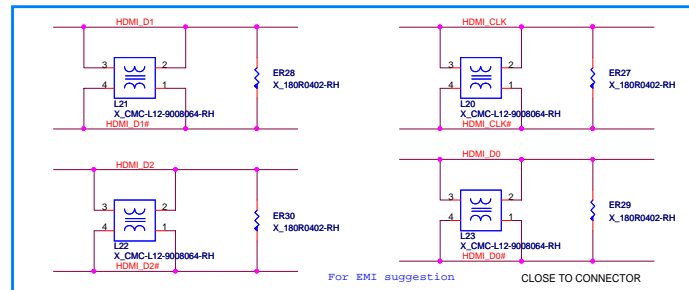 HDMI_D1
3
2
4
1
L21
X_CMC-L12-9008064-RH
HDMI_D1#
ER28
X_180R0402-RH
HDMI_CLK
3
2
4
1
L20
X_CMC-L12-9008064-RH
HDMI_CLK#
ER27
X_180R0402-RH
HDMI_D2
3
2
4
1
L22
X_CMC-L12-9008064-RH
HDMI_D2#
ER30
X_180R0402-RH
HDMI_D0
3
2
4
1
L23
X_CMC-L12-9008064-RH
HDMI_D0#
ER29
X_180R0402-RH
For EMI suggestion
CLOSE TO CONNECTOR